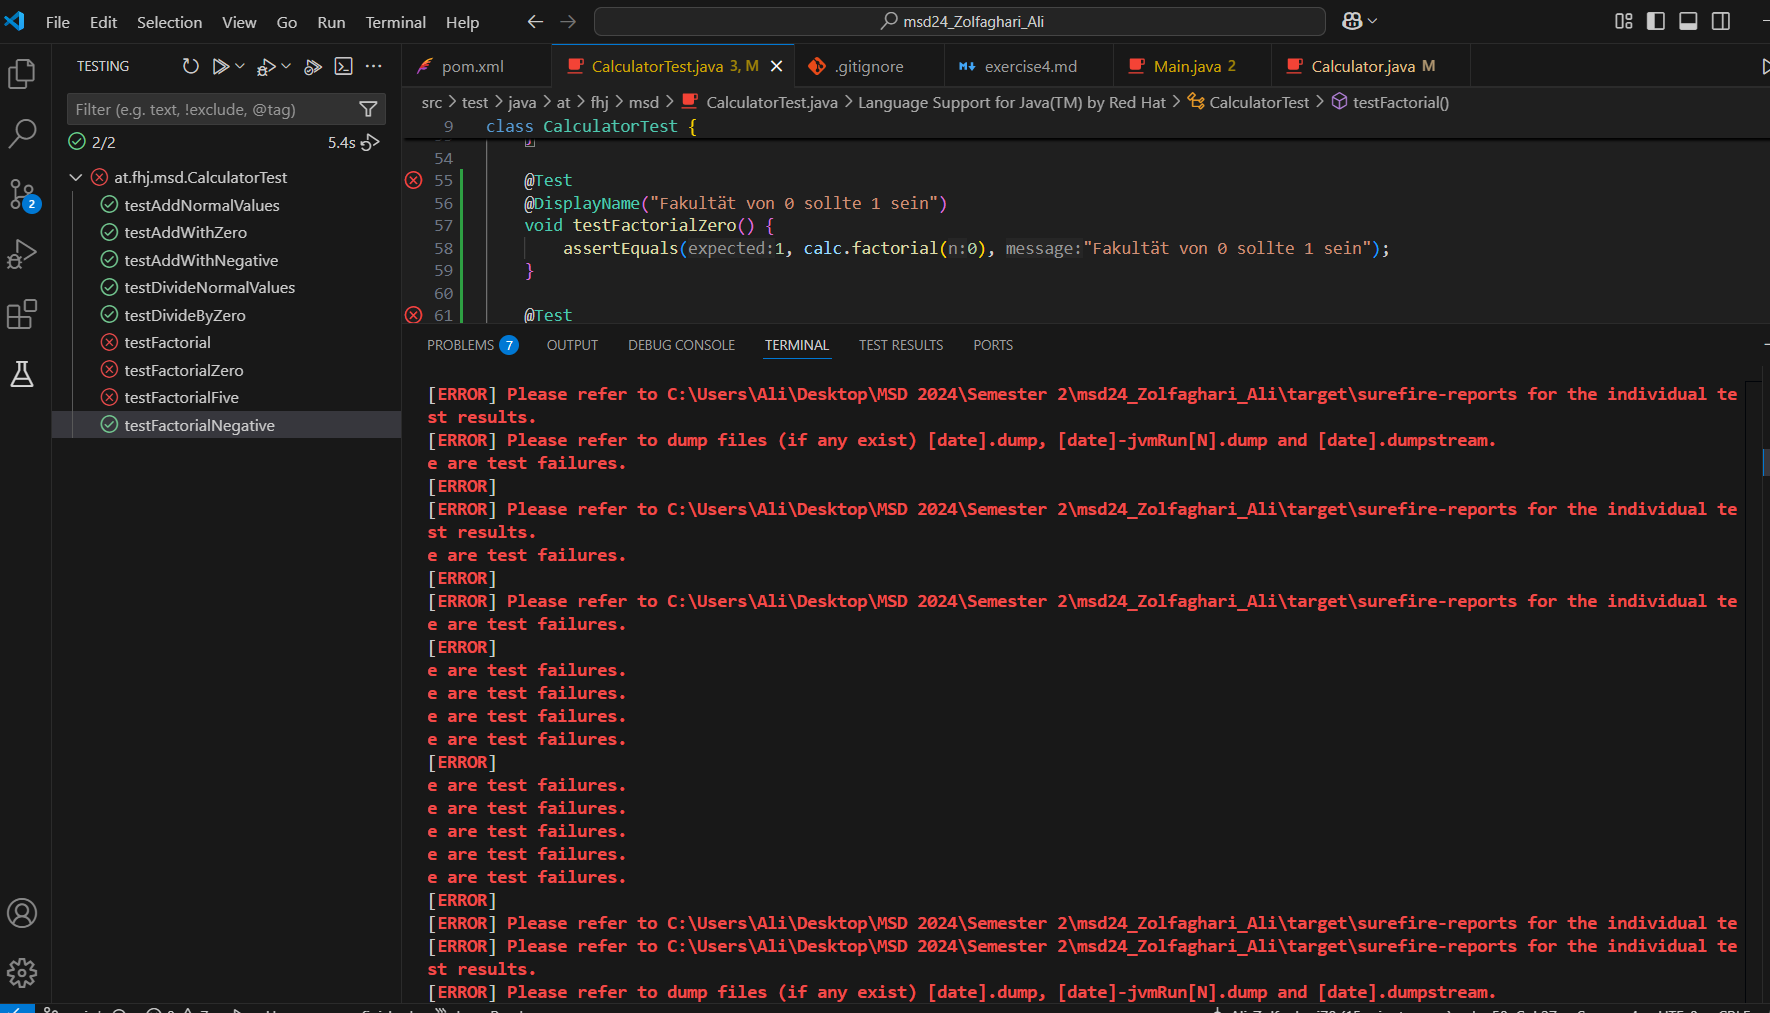 File Edit Selection View Go Run Terminal Help
msd24_Zolfaghari_Ali
TESTING
pom.xml
CalculatorTest.java 3, M
.gitignore
exercise4.md
Main.java 2
Calculator.java M
Filter (e.g. text, !exclude, @tag)
src > test > java > at > fhj > msd > CalculatorTest.java > Language Support for Java(TM) by Red Hat > CalculatorTest > testFactorial()
2/2
5.4s
2
at.fhj.msd.CalculatorTest
testAddNormalValues
testAddWithZero
testAddWithNegative
testDivideNormalValues
testDivideByZero
testFactorial
testFactorialZero
testFactorialFive
testFactorialNegative
9 class CalculatorTest {
54
55 @Test
56 @DisplayName("Fakultät von 0 sollte 1 sein")
57 void testFactorialZero() {
58 assertEquals(expected:1, calc.factorial(n:0), message:"Fakultät von 0 sollte 1 sein");
59 }
60
61 @Test
PROBLEMS 7 OUTPUT DEBUG CONSOLE TERMINAL TEST RESULTS PORTS
[ERROR] Please refer to C:\Users\Ali\Desktop\MSD 2024\Semester 2\msd24_Zolfaghari_Ali\target\surefire-reports for the individual te
st results.
[ERROR] Please refer to dump files (if any exist) [date].dump, [date]-jvmRun[N].dump and [date].dumpstream.
e are test failures.
[ERROR]
[ERROR] Please refer to C:\Users\Ali\Desktop\MSD 2024\Semester 2\msd24_Zolfaghari_Ali\target\surefire-reports for the individual te
st results.
e are test failures.
[ERROR]
[ERROR] Please refer to C:\Users\Ali\Desktop\MSD 2024\Semester 2\msd24_Zolfaghari_Ali\target\surefire-reports for the individual te
e are test failures.
[ERROR]
e are test failures.
e are test failures.
e are test failures.
e are test failures.
[ERROR]
e are test failures.
e are test failures.
e are test failures.
e are test failures.
e are test failures.
[ERROR]
[ERROR] Please refer to C:\Users\Ali\Desktop\MSD 2024\Semester 2\msd24_Zolfaghari_Ali\target\surefire-reports for the individual te
[ERROR] Please refer to C:\Users\Ali\Desktop\MSD 2024\Semester 2\msd24_Zolfaghari_Ali\target\surefire-reports for the individual te
st results.
[ERROR] Please refer to dump files (if any exist) [date].dump, [date]-jvmRun[N].dump and [date].dumpstream.